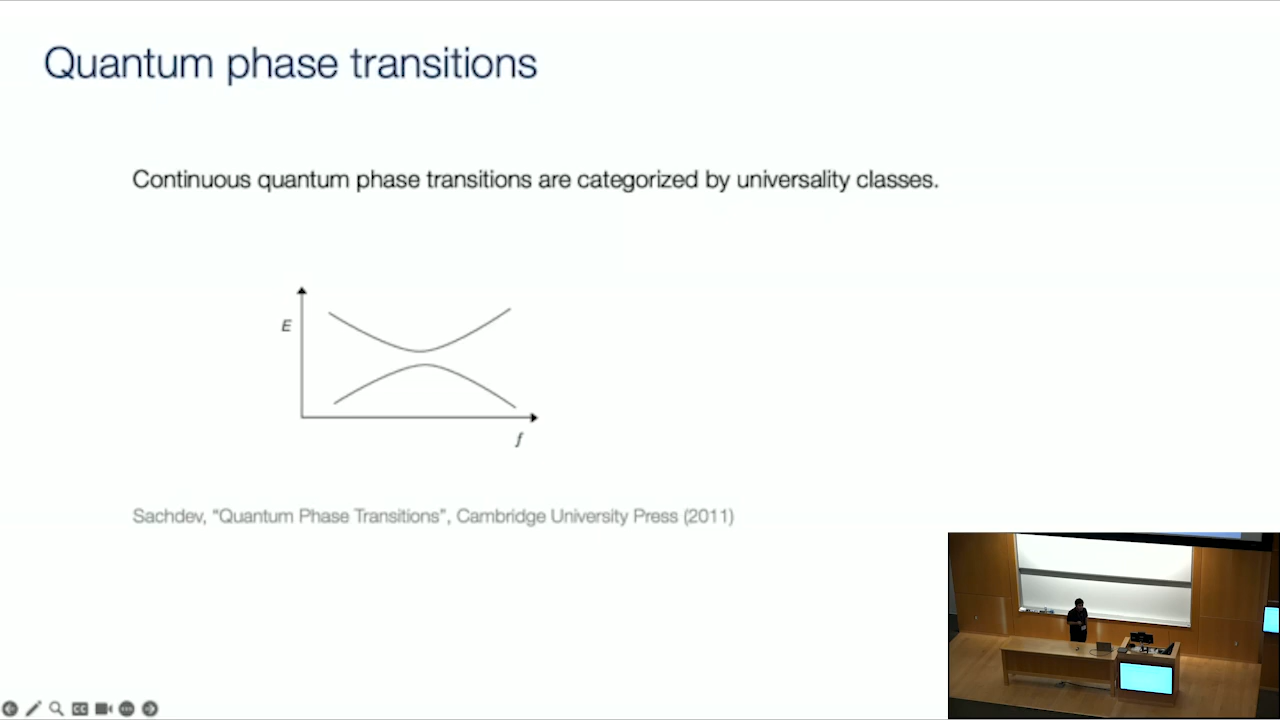 Quantum phase transitions
Continuous quantum phase transitions are categorized by universality classes.
E
f
Sachdev, “Quantum Phase Transitions”, Cambridge University Press (2011)
CC